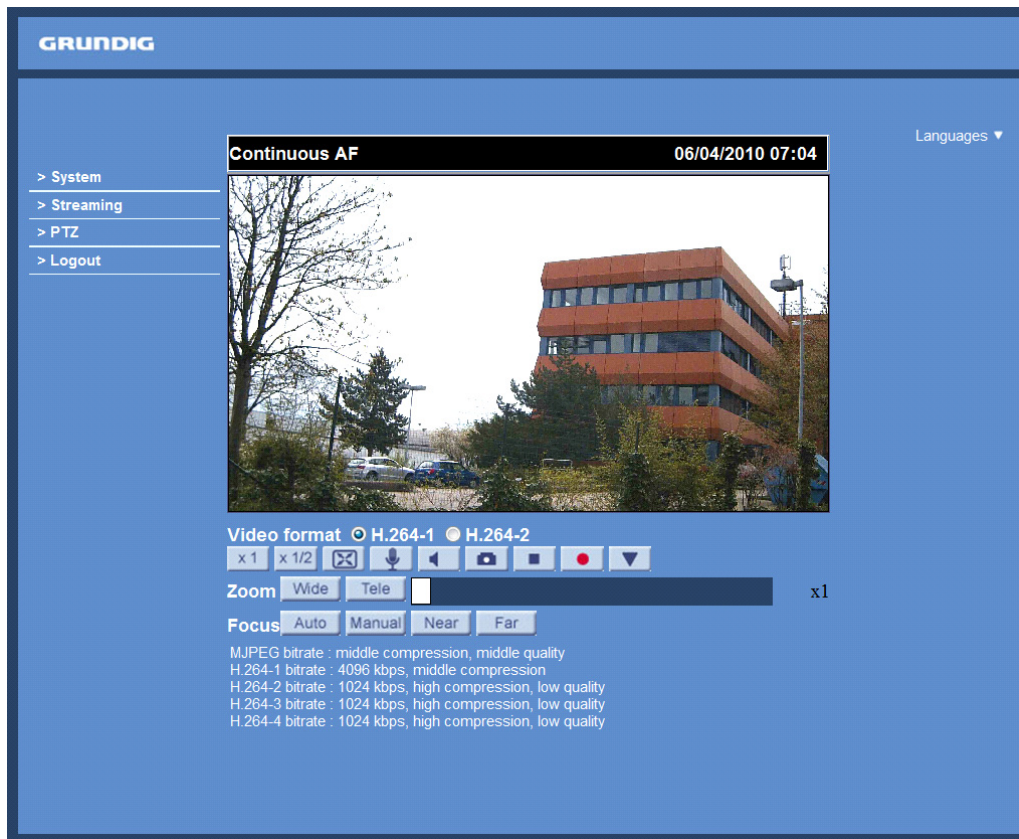 GRUNDIG
Languages ▼
Continuous AF 06/04/2010 07:04
> System
> Streaming
> PTZ
> Logout
Video format H.264-1 H.264-2
x 1 x 1/2
Zoom Wide Tele x1
Focus Auto Manual Near Far
MJPEG bitrate : middle compression, middle quality
H.264-1 bitrate : 4096 kbps, middle compression
H.264-2 bitrate : 1024 kbps, high compression, low quality
H.264-3 bitrate : 1024 kbps, high compression, low quality
H.264-4 bitrate : 1024 kbps, high compression, low quality